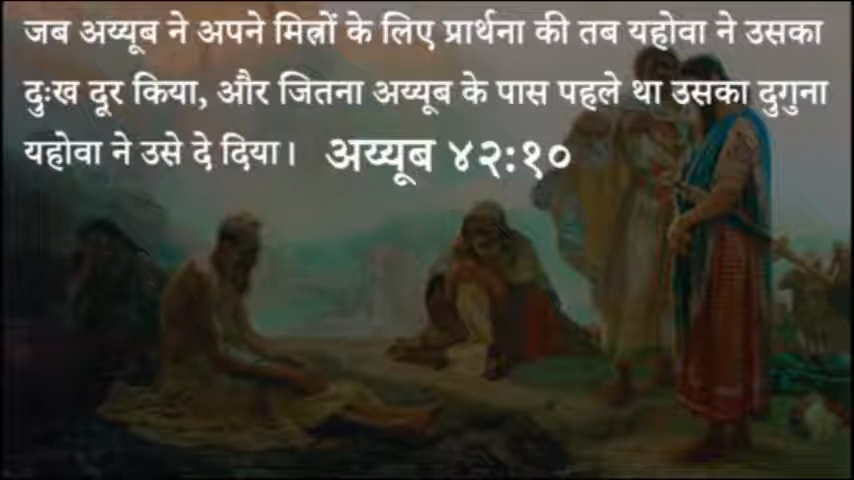 जब अय्यूब ने अपने मित्रों के लिए प्रार्थना की तब यहोवा ने उसका
दुःख दूर किया, और जितना अय्यूब के पास पहले था उसका दुगुना
यहोवा ने उसे दे दिया। अय्यूब ४२:१०